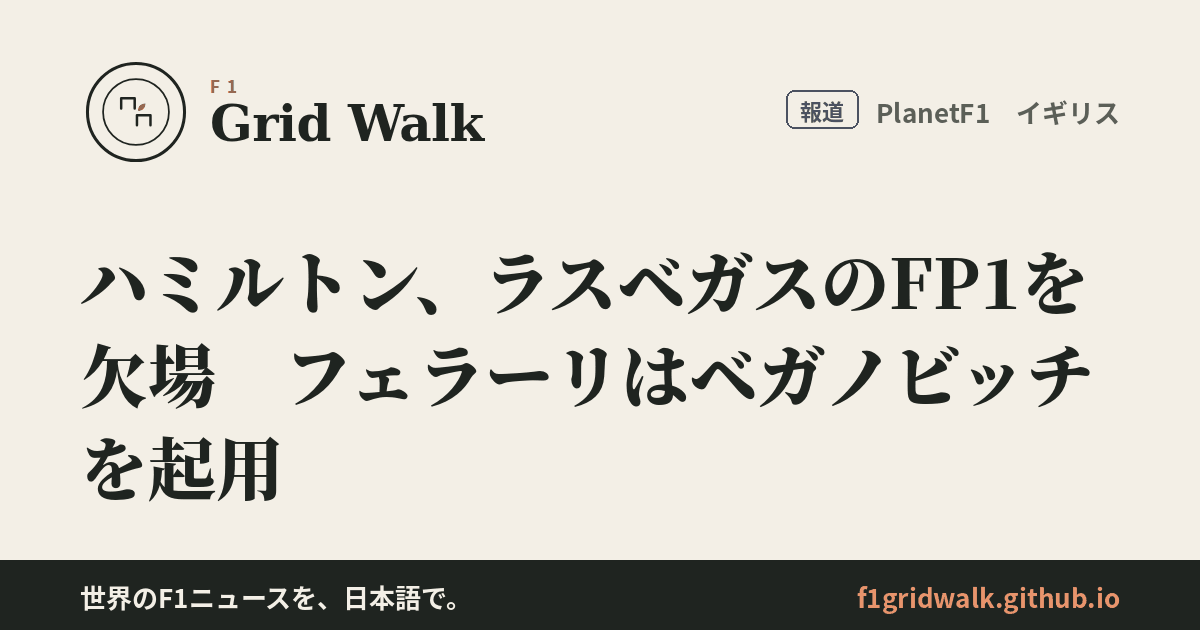 F1
Grid Walk
報道 PlanetF1　イギリス
ハミルトン、ラスベガスのFP1を
欠場　フェラーリはベガノビッチ
を起用
世界のF1ニュースを、日本語で。
f1gridwalk.github.io